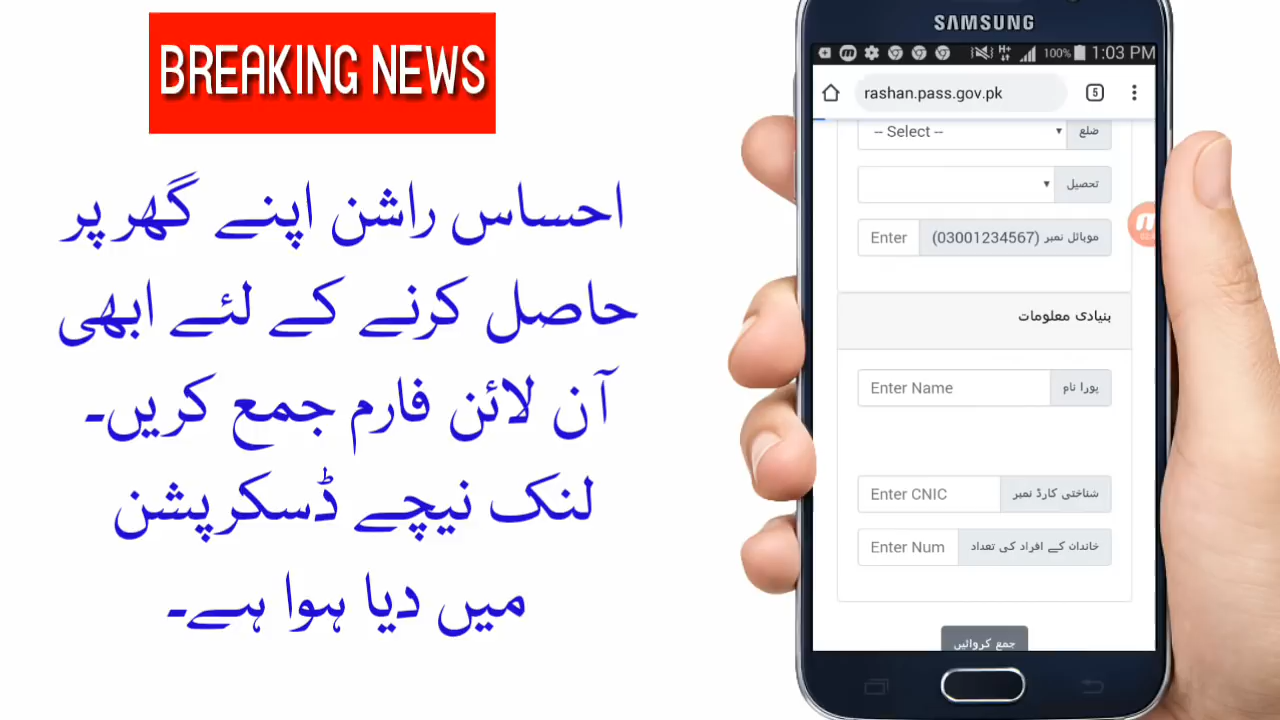 BREAKING NEWS
احساس راشن اپنے گھر پر
حاصل کرنے کے لئے ابھی
آن لائن فارم جمع کریں۔
لنک نیچے ڈسکرپشن
میں دیا ہوا ہے۔
SAMSUNG
100% 1:03 PM
rashan.pass.gov.pk 5
-- Select -- ضلع
تحصیل
Enter موبائل نمبر (03001234567)
بنیادی معلومات
Enter Name پورا نام
Enter CNIC شناختی کارڈ نمبر
Enter Num خاندان کے افراد کی تعداد
جمع کروائیں